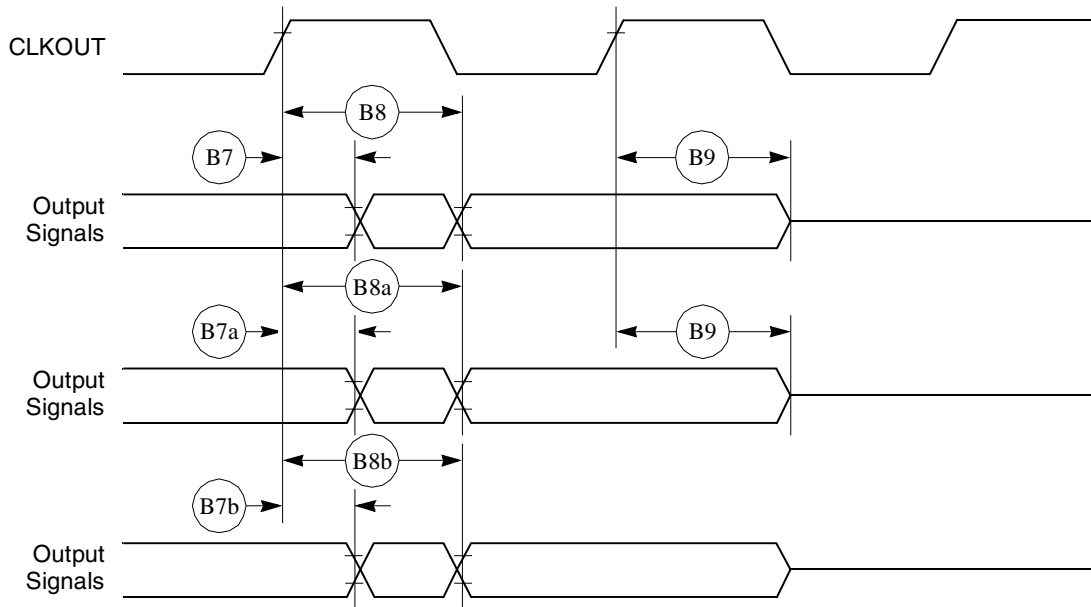 CLKOUT
B8
B7
B9
Output
Signals
B8a
B7a
B9
Output
Signals
B8b
B7b
Output
Signals